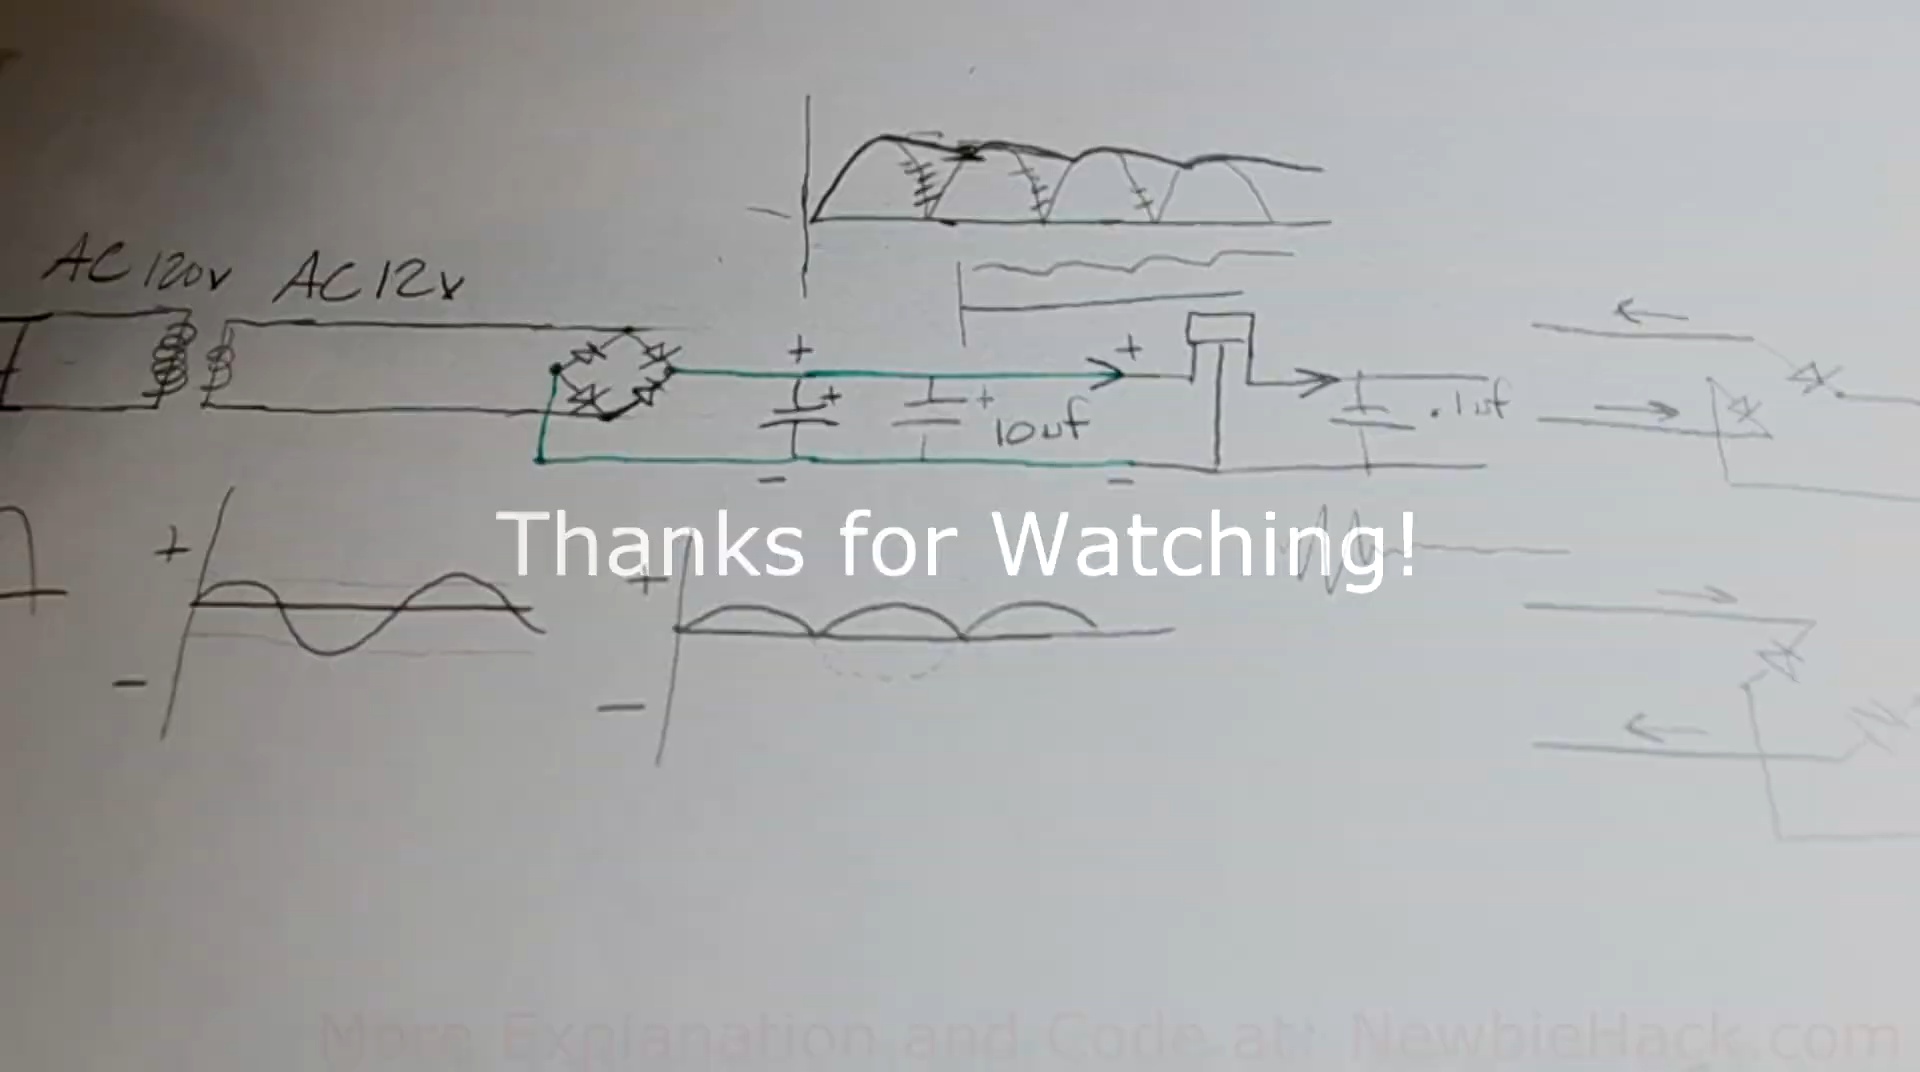 AC 120v AC 12v
+ +
+ + 10uf .1uf
- -
Thanks for Watching!
+ +
- -
More Explanation and Code at: NewbieHack.com